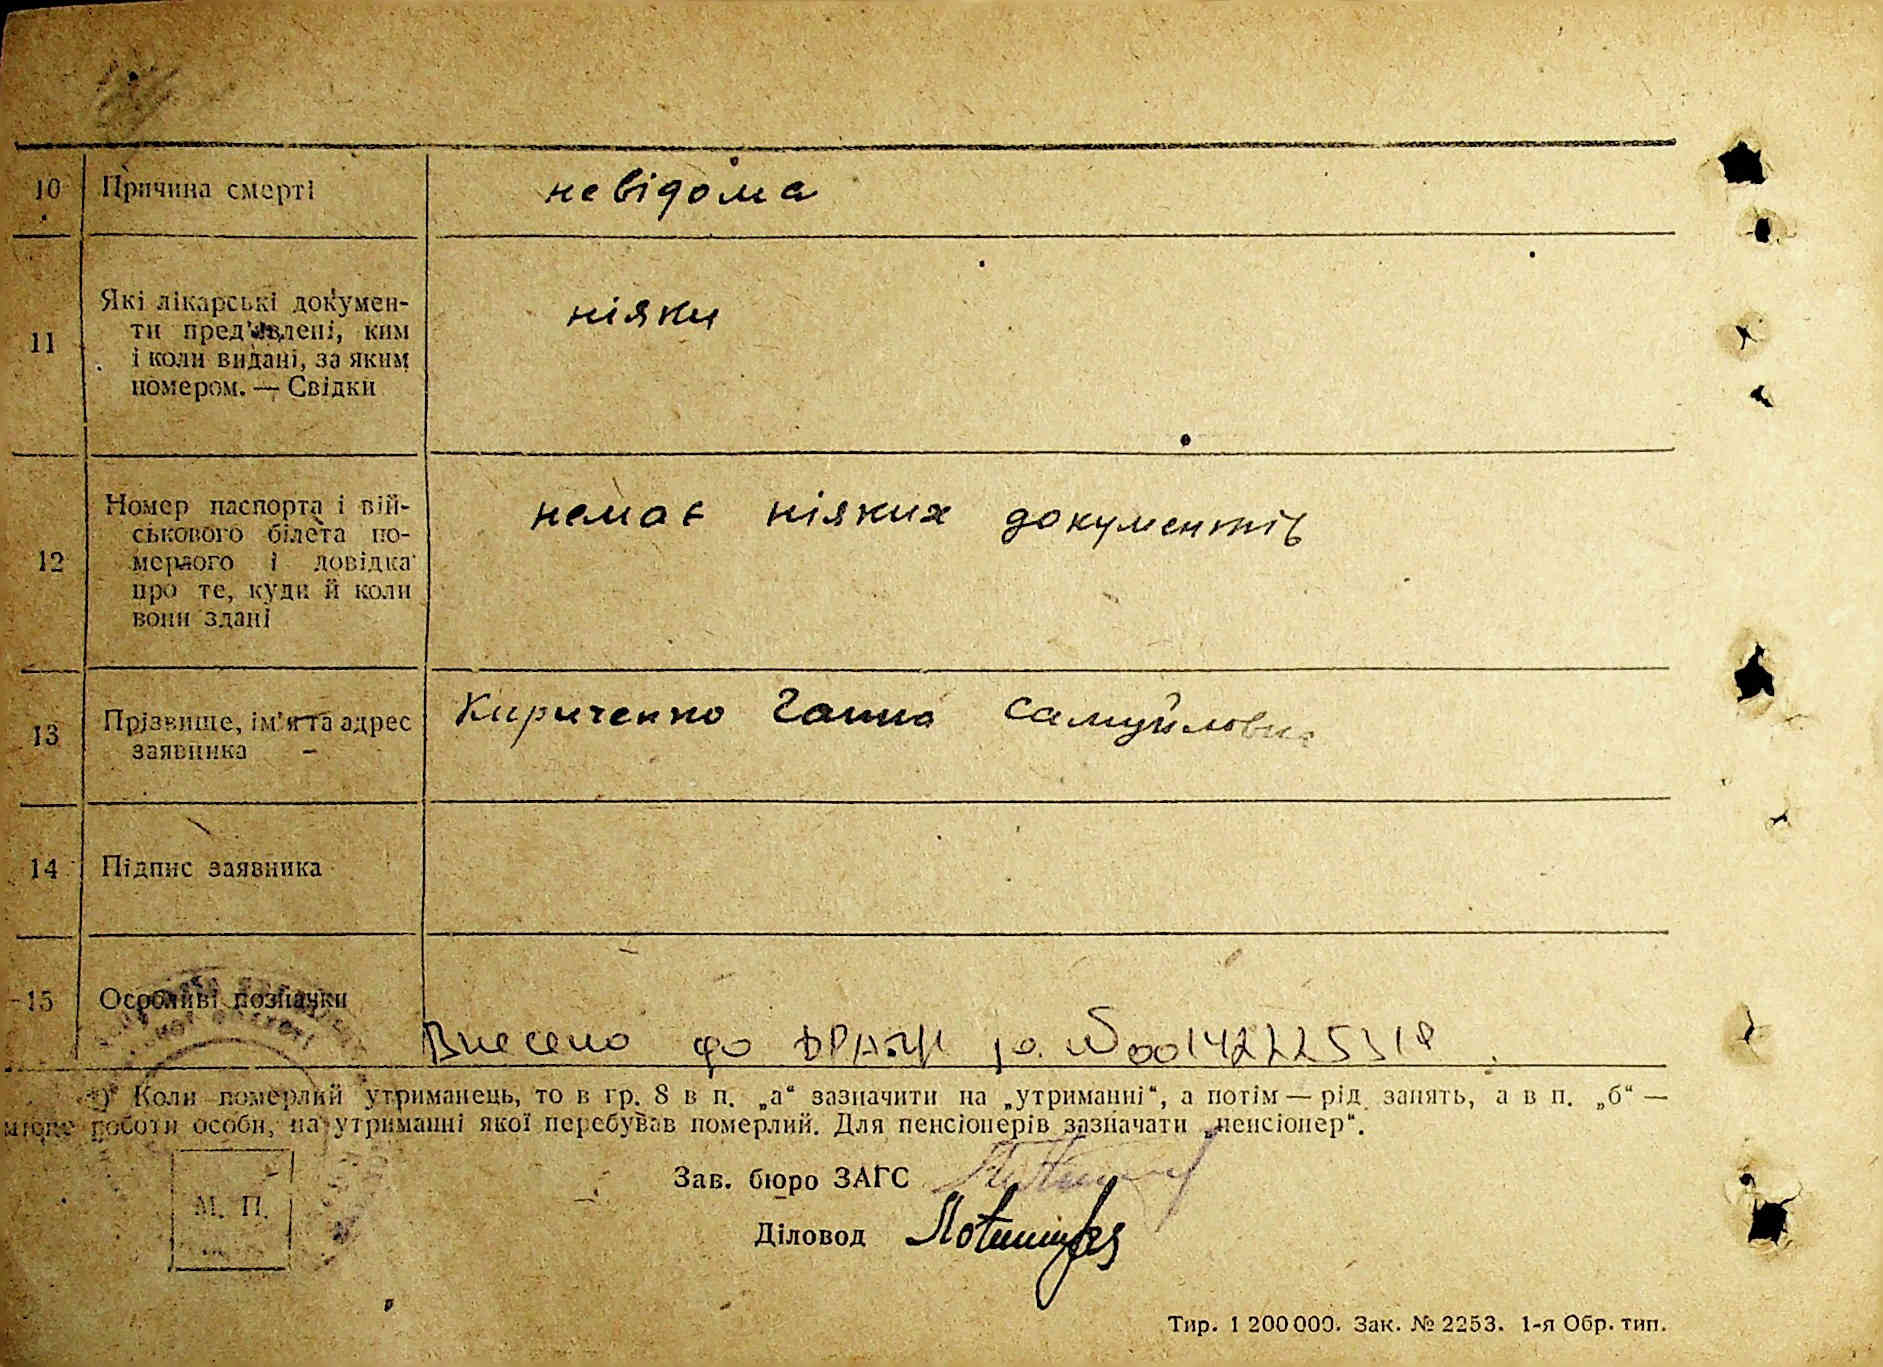 10 Причина смерті невідома
Які лікарські докумен-
ти пред'явлені, ким
11 і коли видані, за яким
номером. — Свідки
ніяки
Номер паспорта і вій-
ськового білета по-
12 мерлого і довідка
про те, куди й коли
вони здані
немає ніяких документів
13 Прізвище, ім'я та адрес
заявника
Кириченко Ганна Самуйловна
14 Підпис заявника
15 Особливі позначки
Внесено до ДРАЦС за №00142225318
*) Коли померлий утриманець, то в гр. 8 в п. „а“ зазначити на „утриманні“, а потім — рід занять, а в п. „б“ —
місце роботи особи, на утриманні якої перебував померлий. Для пенсіонерів зазначати „пенсіонер“.
Зав. бюро ЗАГС
М. П.
Діловод
Тир. 1 200 000. Зак. № 2253. 1-я Обр. тип.